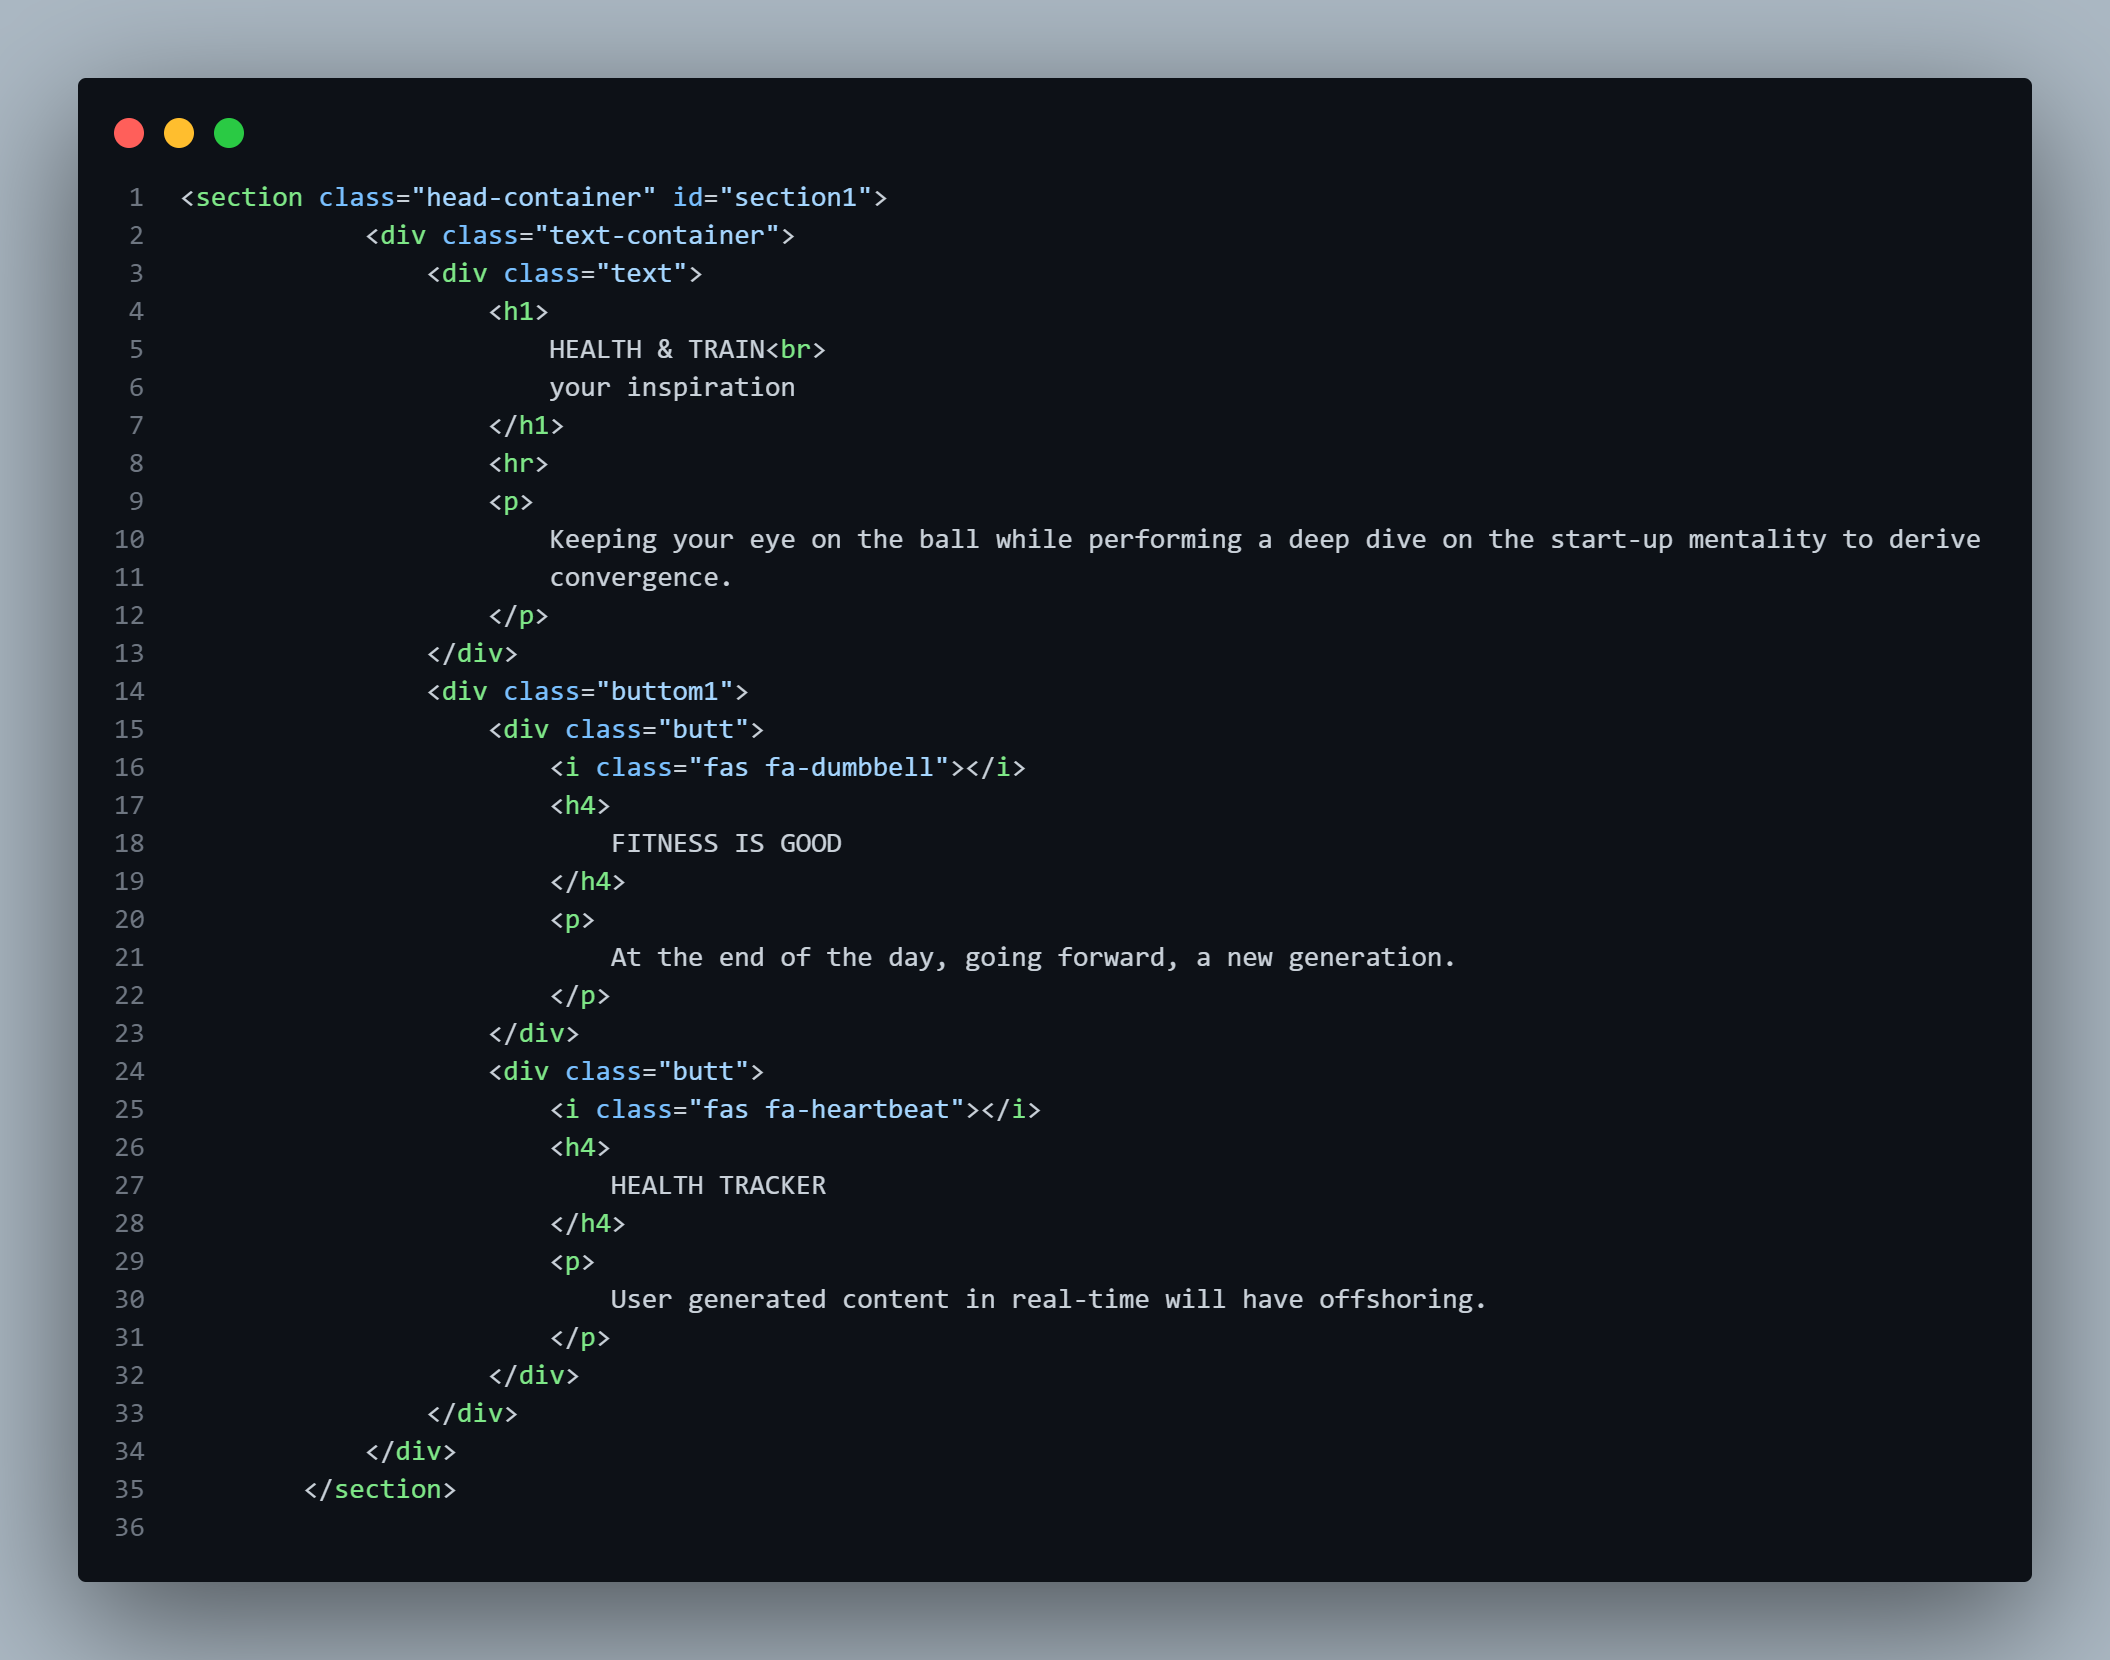 1 <section class="head-container" id="section1">
2 <div class="text-container">
3 <div class="text">
4 <h1>
5 HEALTH & TRAIN<br>
6 your inspiration
7 </h1>
8 <hr>
9 <p>
10 Keeping your eye on the ball while performing a deep dive on the start-up mentality to derive
11 convergence.
12 </p>
13 </div>
14 <div class="buttom1">
15 <div class="butt">
16 <i class="fas fa-dumbbell"></i>
17 <h4>
18 FITNESS IS GOOD
19 </h4>
20 <p>
21 At the end of the day, going forward, a new generation.
22 </p>
23 </div>
24 <div class="butt">
25 <i class="fas fa-heartbeat"></i>
26 <h4>
27 HEALTH TRACKER
28 </h4>
29 <p>
30 User generated content in real-time will have offshoring.
31 </p>
32 </div>
33 </div>
34 </div>
35 </section>
36